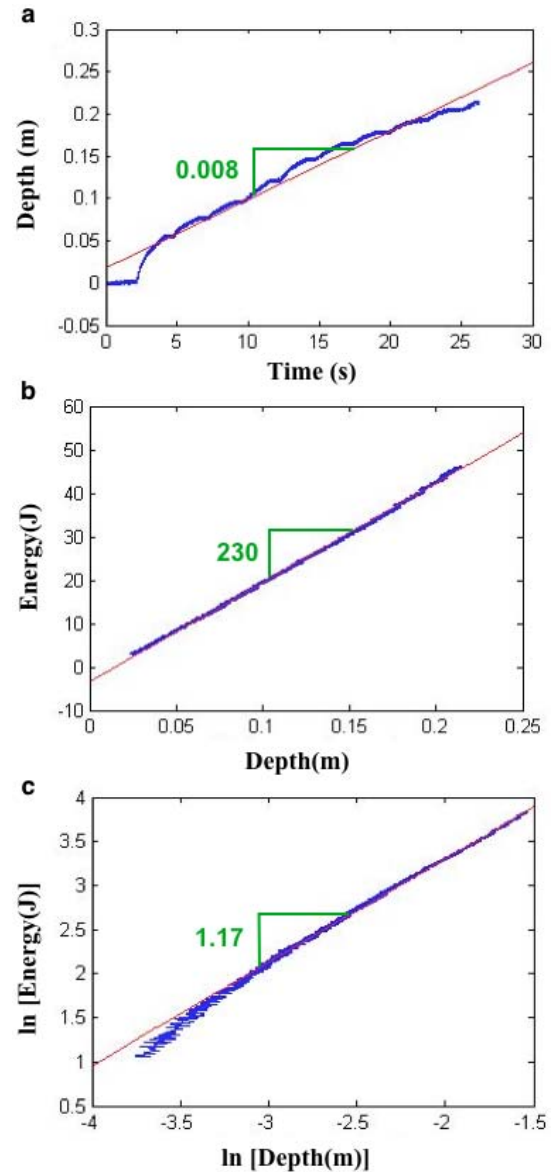 a
0.3
0.25
0.2
0.15
0.1
0.05
0
-0.05
Depth (m)
0.008
0 5 10 15 20 25 30
Time (s)
b
60
50
40
30
20
10
0
-10
Energy(J)
230
0 0.05 0.1 0.15 0.2 0.25
Depth(m)
c
4
3.5
3
2.5
2
1.5
1
0.5
ln [Energy(J)]
1.17
-4 -3.5 -3 -2.5 -2 -1.5
ln [Depth(m)]